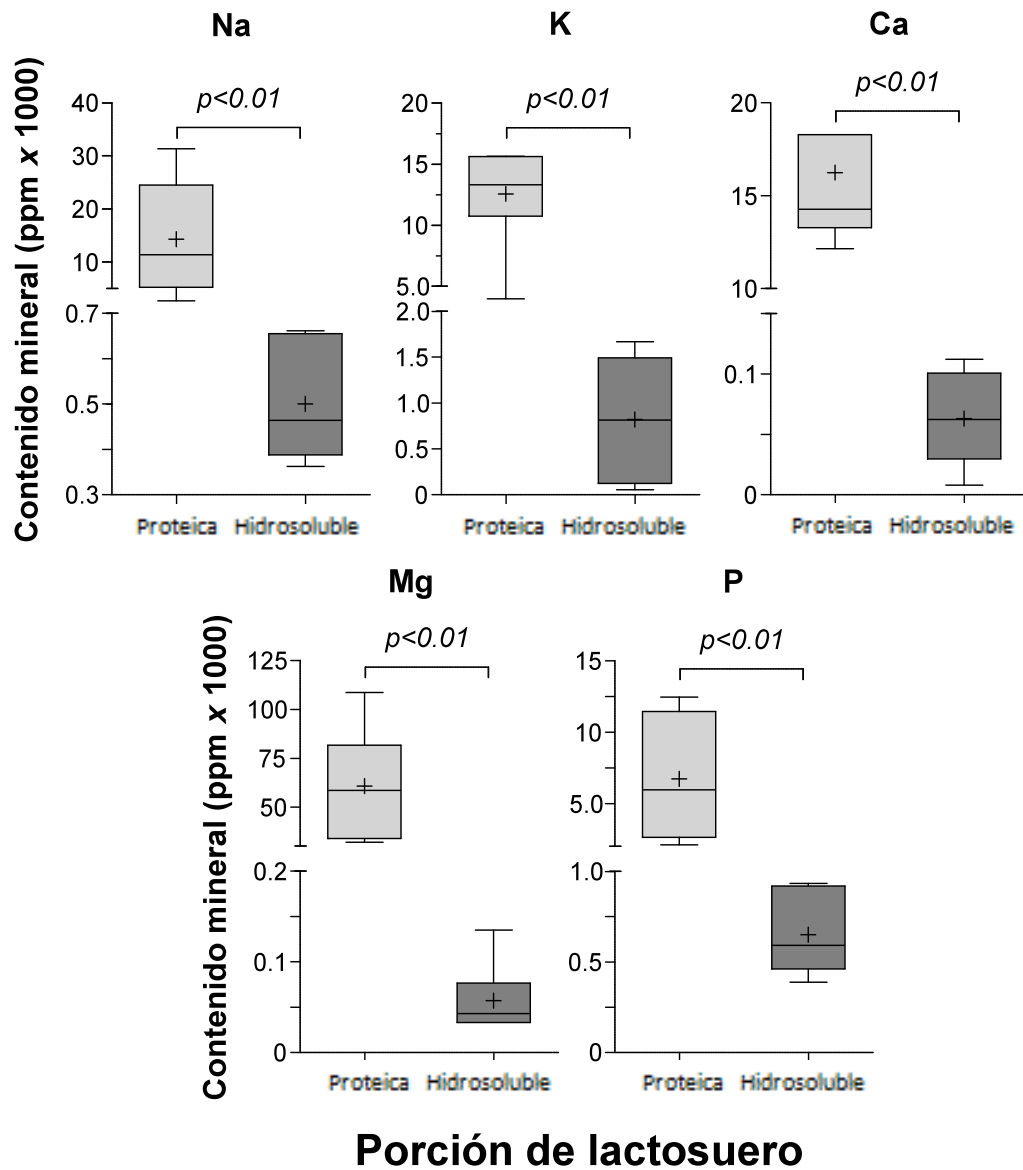 Na K Ca
Contenido mineral (ppm x 1000)
p<0.01 p<0.01 p<0.01
40 20 20
30 15 15
20 10 10
10 5.0
0.7 2.0
1.5 0.1
0.5 1.0
0.5
0.3 0 0
Proteica Hidrosoluble Proteica Hidrosoluble Proteica Hidrosoluble
Mg P
Contenido mineral (ppm x 1000)
p<0.01 p<0.01
125 15
100 10
75 5.0
50
0.2 1.0
0.1 0.5
0 0
Proteica Hidrosoluble Proteica Hidrosoluble
Porción de lactosuero